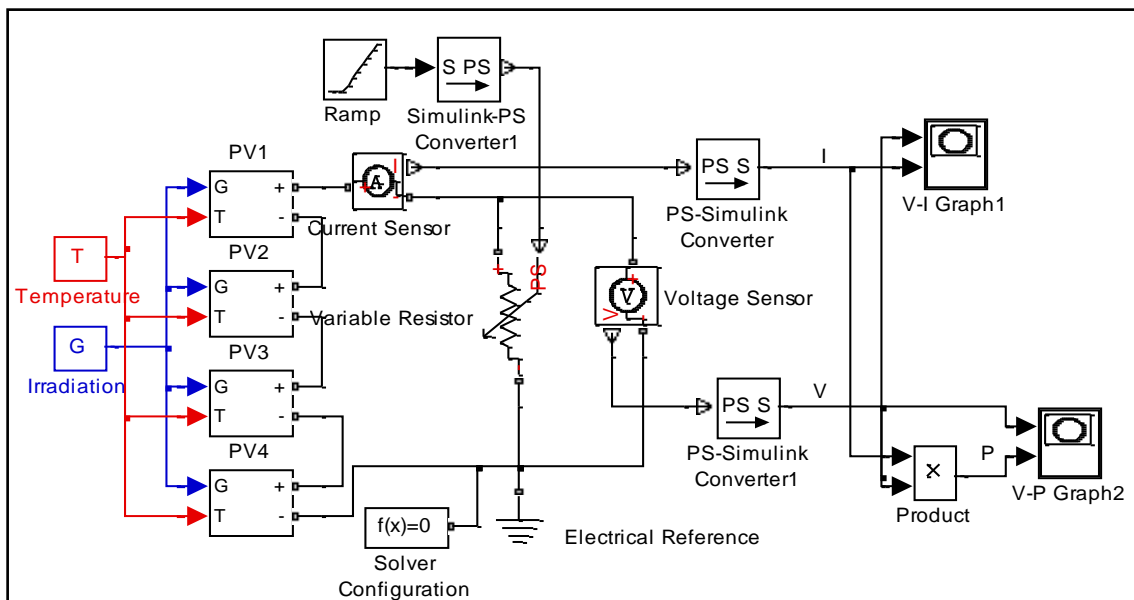 Ramp
S PS
Simulink-PS
Converter1
PV1
G
+
T
-
A
I
+
-
Current Sensor
PS S
PS-Simulink
Converter
I
V-I Graph1
T
Temperature
PV2
G
+
T
-
Variable Resistor
+
PS
-
V
+
V
-
Voltage Sensor
G
Irradiation
PV3
G
+
T
-
PS S
PS-Simulink
Converter1
V
PV4
G
+
T
-
f(x)=0
Solver
Configuration
Electrical Reference
x
Product
P
V-P Graph2